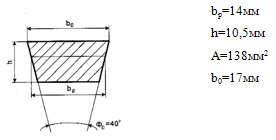 b₀
h
bₚ
φ₀=40°
bₚ=14мм
h=10,5мм
A=138мм²
b₀=17мм